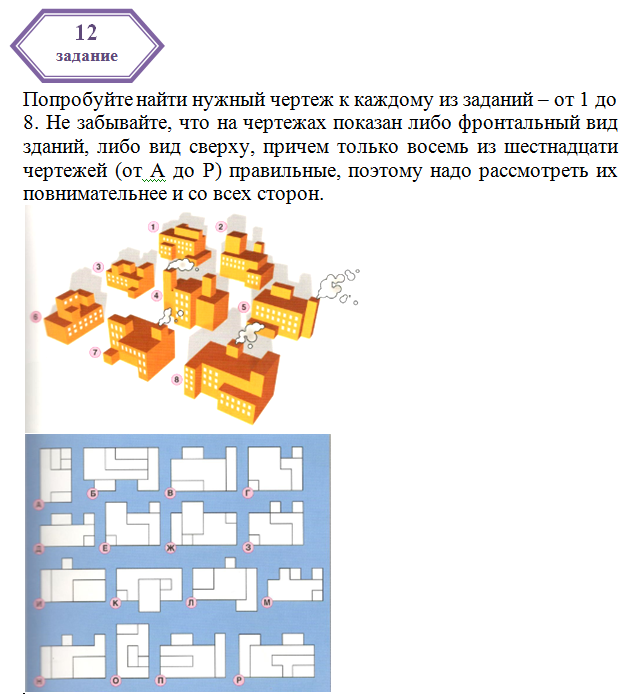 12
задание
Попробуйте найти нужный чертеж к каждому из заданий – от 1 до
8. Не забывайте, что на чертежах показан либо фронтальный вид
зданий, либо вид сверху, причем только восемь из шестнадцати
чертежей (от А до Р) правильные, поэтому надо рассмотреть их
повнимательнее и со всех сторон.
1 2
3
4
5
6
7
8
А Б В Г
Д Е Ж З
И К Л М
Н О П Р